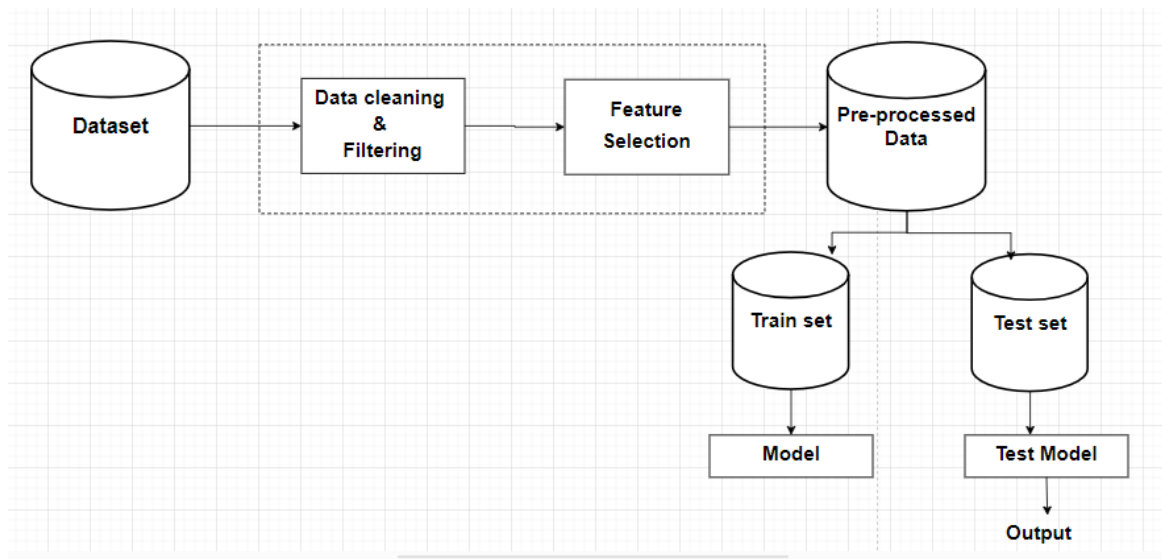 Dataset
Data cleaning
&
Filtering
Feature
Selection
Pre-processed
Data
Train set
Test set
Model
Test Model
Output